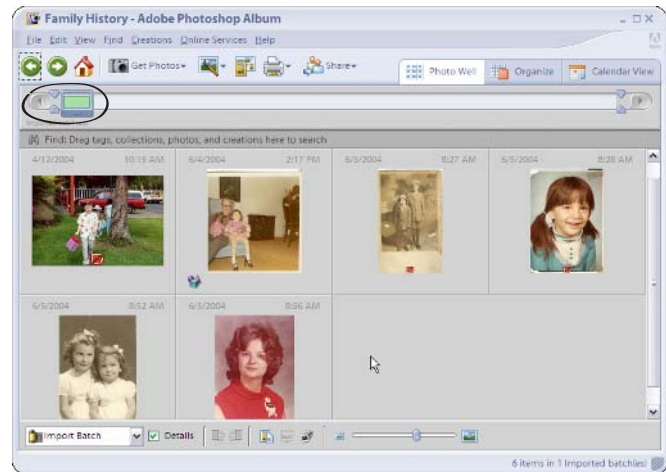 Family History - Adobe Photoshop Album
File Edit View Find Creations Online Services Help
Get Photos Share Photo Well Organize Calendar View
Find: Drag tags, collections, photos, and creations here to search
4/12/2004 10:15 AM 6/4/2004 2:17 PM 6/5/2004 8:27 AM 6/5/2004 8:28 AM
6/5/2004 8:52 AM 6/5/2004 8:56 AM
Import Batch Details
6 items in 1 Imported batch(es)